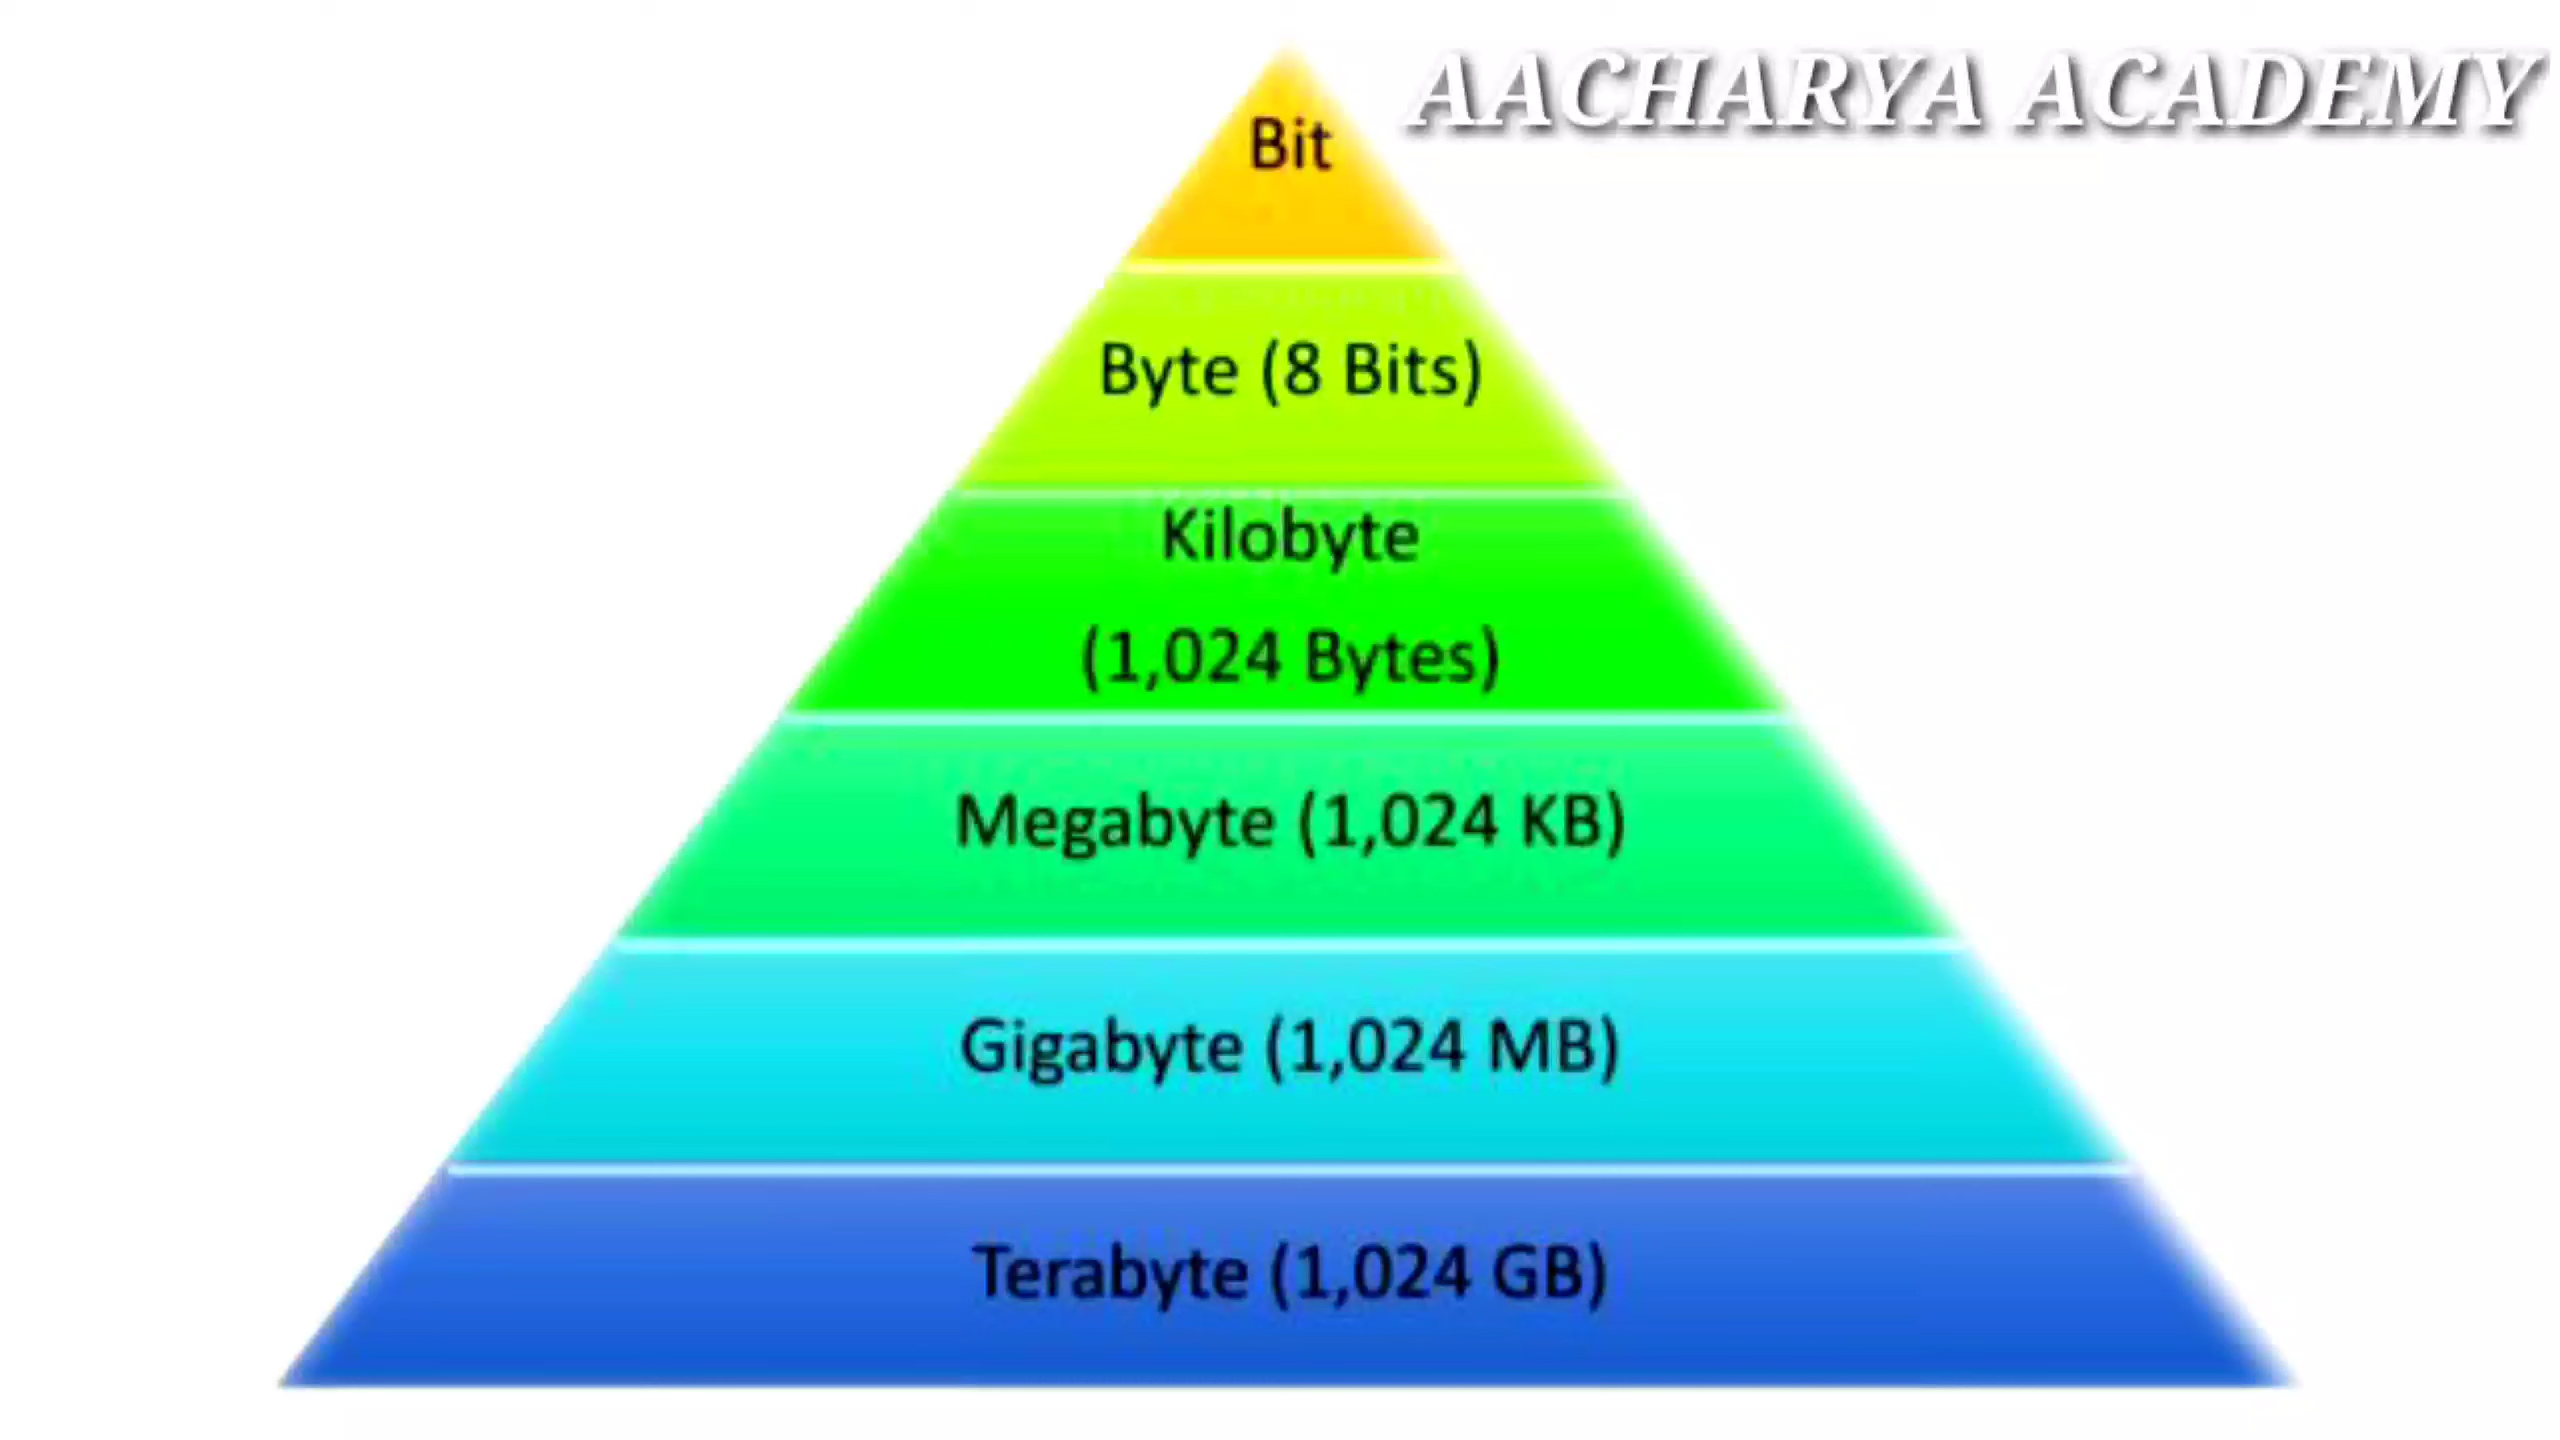 AACHARYA ACADEMY
Bit
Byte (8 Bits)
Kilobyte
(1,024 Bytes)
Megabyte (1,024 KB)
Gigabyte (1,024 MB)
Terabyte (1,024 GB)